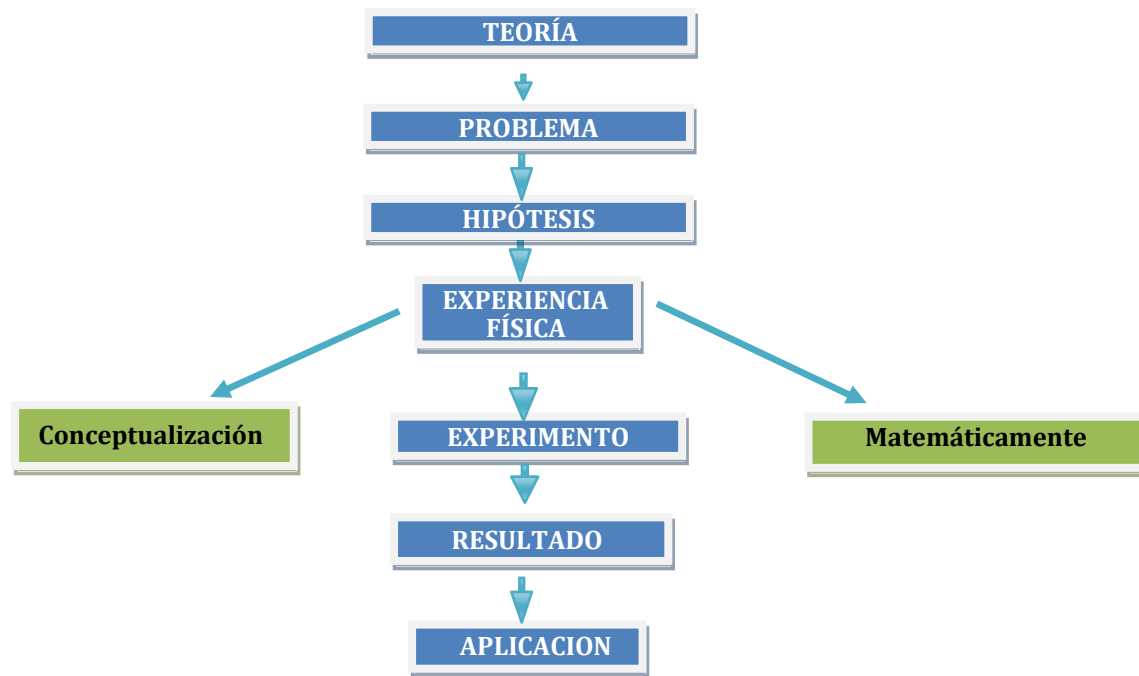 TEORÍA
PROBLEMA
HIPÓTESIS
EXPERIENCIA
FÍSICA
Conceptualización
EXPERIMENTO
Matemáticamente
RESULTADO
APLICACION